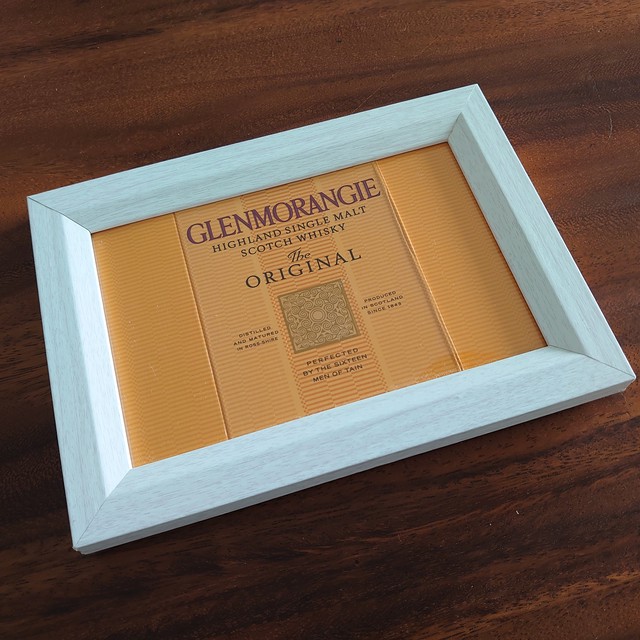 GLENMORANGIE
HIGHLAND SINGLE MALT
SCOTCH WHISKY
The
ORIGINAL
DISTILLED
AND MATURED
IN ROSS-SHIRE
PRODUCED
IN SCOTLAND
SINCE 1843
PERFECTED
BY THE SIXTEEN
MEN OF TAIN